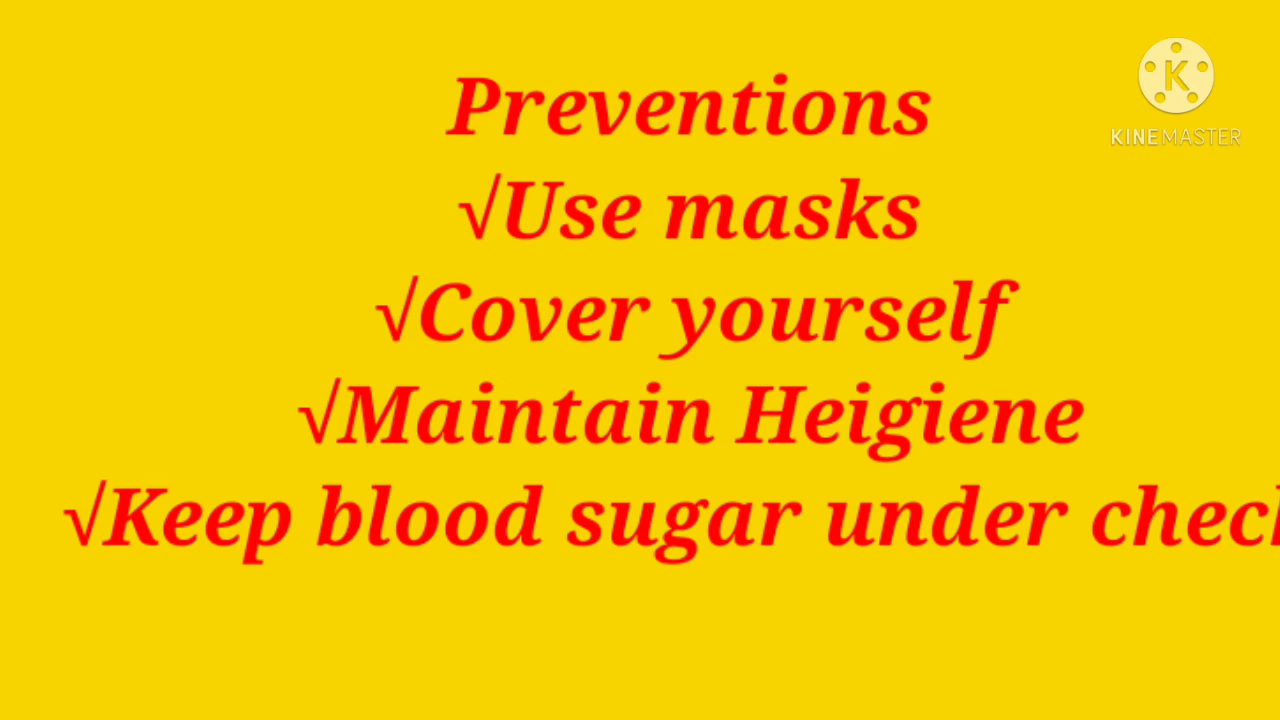 Preventions
√Use masks
√Cover yourself
√Maintain Heigiene
√Keep blood sugar under chec
K
KINEMASTER